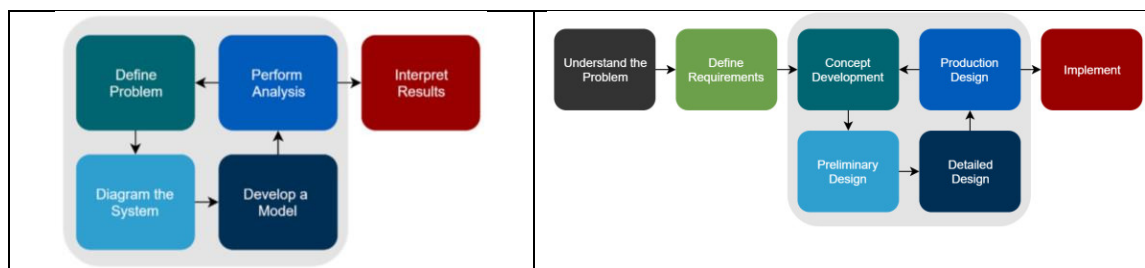 Define
Problem
Perform
Analysis
Interpret
Results
Diagram the
System
Develop a
Model
Understand the
Problem
Define
Requirements
Concept
Development
Production
Design
Implement
Preliminary
Design
Detailed
Design